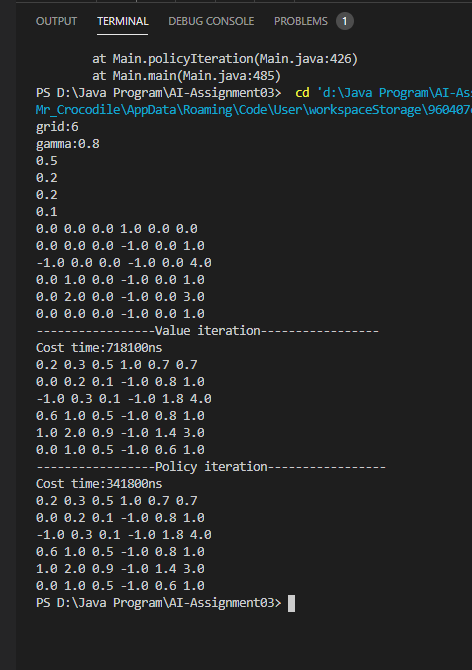 OUTPUT TERMINAL DEBUG CONSOLE PROBLEMS 1
at Main.policyIteration(Main.java:426)
at Main.main(Main.java:485)
PS D:\Java Program\AI-Assignment03> cd 'd:\Java Program\AI-As
Mr_Crocodile\AppData\Roaming\Code\User\workspaceStorage\960407
grid:6
gamma:0.8
0.5
0.2
0.2
0.1
0.0 0.0 0.0 1.0 0.0 0.0
0.0 0.0 0.0 -1.0 0.0 1.0
-1.0 0.0 0.0 -1.0 0.0 4.0
0.0 1.0 0.0 -1.0 0.0 1.0
0.0 2.0 0.0 -1.0 0.0 3.0
0.0 0.0 0.0 -1.0 0.0 1.0
-----------------Value iteration-----------------
Cost time:718100ns
0.2 0.3 0.5 1.0 0.7 0.7
0.0 0.2 0.1 -1.0 0.8 1.0
-1.0 0.3 0.1 -1.0 1.8 4.0
0.6 1.0 0.5 -1.0 0.8 1.0
1.0 2.0 0.9 -1.0 1.4 3.0
0.0 1.0 0.5 -1.0 0.6 1.0
-----------------Policy iteration-----------------
Cost time:341800ns
0.2 0.3 0.5 1.0 0.7 0.7
0.0 0.2 0.1 -1.0 0.8 1.0
-1.0 0.3 0.1 -1.0 1.8 4.0
0.6 1.0 0.5 -1.0 0.8 1.0
1.0 2.0 0.9 -1.0 1.4 3.0
0.0 1.0 0.5 -1.0 0.6 1.0
PS D:\Java Program\AI-Assignment03>